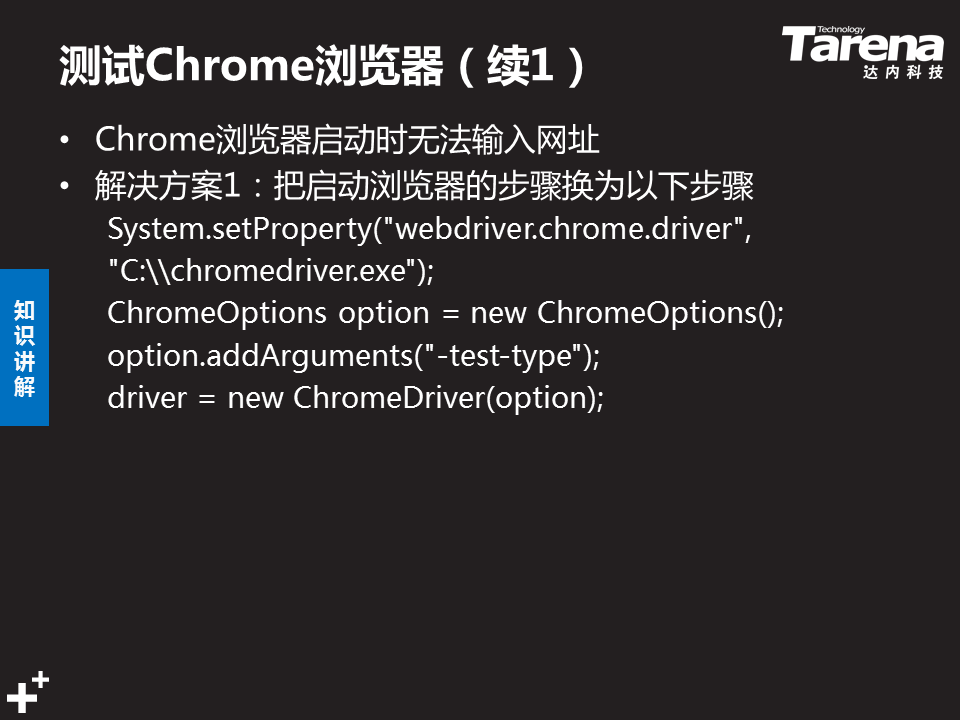 测试Chrome浏览器（续1）
Technology
Tarena
达内科技
• Chrome浏览器启动时无法输入网址
• 解决方案1：把启动浏览器的步骤换为以下步骤
System.setProperty("webdriver.chrome.driver",
"C:\\chromedriver.exe");
ChromeOptions option = new ChromeOptions();
option.addArguments("-test-type");
driver = new ChromeDriver(option);
知
识
讲
解